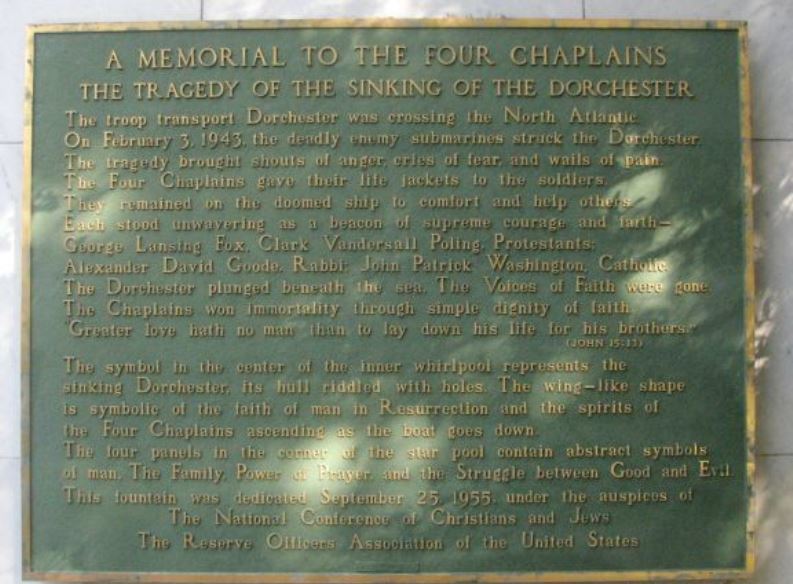 A MEMORIAL TO THE FOUR CHAPLAINS
THE TRAGEDY OF THE SINKING OF THE DORCHESTER
The troop transport Dorchester was crossing the North Atlantic.
On February 3, 1943, the deadly enemy submarines struck the Dorchester.
The tragedy brought shouts of anger, cries of fear, and wails of pain.
The Four Chaplains gave their life jackets to the soldiers.
They remained on the doomed ship to comfort and help others.
Each stood unwavering as a beacon of supreme courage and faith—
George Lansing Fox, Clark Vandersall Poling, Protestants;
Alexander David Goode, Rabbi; John Patrick Washington, Catholic.
The Dorchester plunged beneath the sea. The Voices of Faith were gone.
The Chaplains won immortality through simple dignity of faith.
"Greater love hath no man than to lay down his life for his brothers."
(JOHN 15:13)
The symbol in the center of the inner whirlpool represents the
sinking Dorchester, its hull riddled with holes. The wing-like shape
is symbolic of the faith of man in Resurrection and the spirits of
the Four Chaplains ascending as the boat goes down.
The four panels in the corner of the star pool contain abstract symbols
of man, The Family, Power of Prayer, and the Struggle between Good and Evil.
This fountain was dedicated September 25, 1955, under the auspices of
The National Conference of Christians and Jews
The Reserve Officers Association of the United States